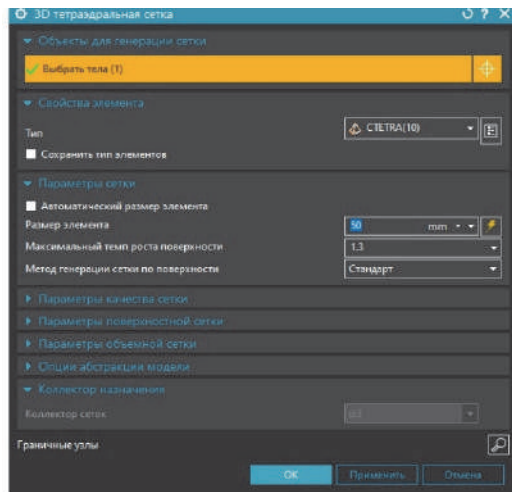 3D тетраэдральная сетка
Объекты для генерации сетки
Выбрать тела (1)
Свойства элемента
Тип CTETRA(10)
Сохранить тип элементов
Параметры сетки
Автоматический размер элемента
Размер элемента 50 mm
Максимальный темп роста поверхности 1.3
Метод генерации сетки по поверхности Стандарт
Параметры качества сетки
Параметры поверхностной сетки
Параметры объемной сетки
Опции абстракции модели
Коллектор назначения
Коллектор сеток
Граничные узлы
ОК Применить Отмена